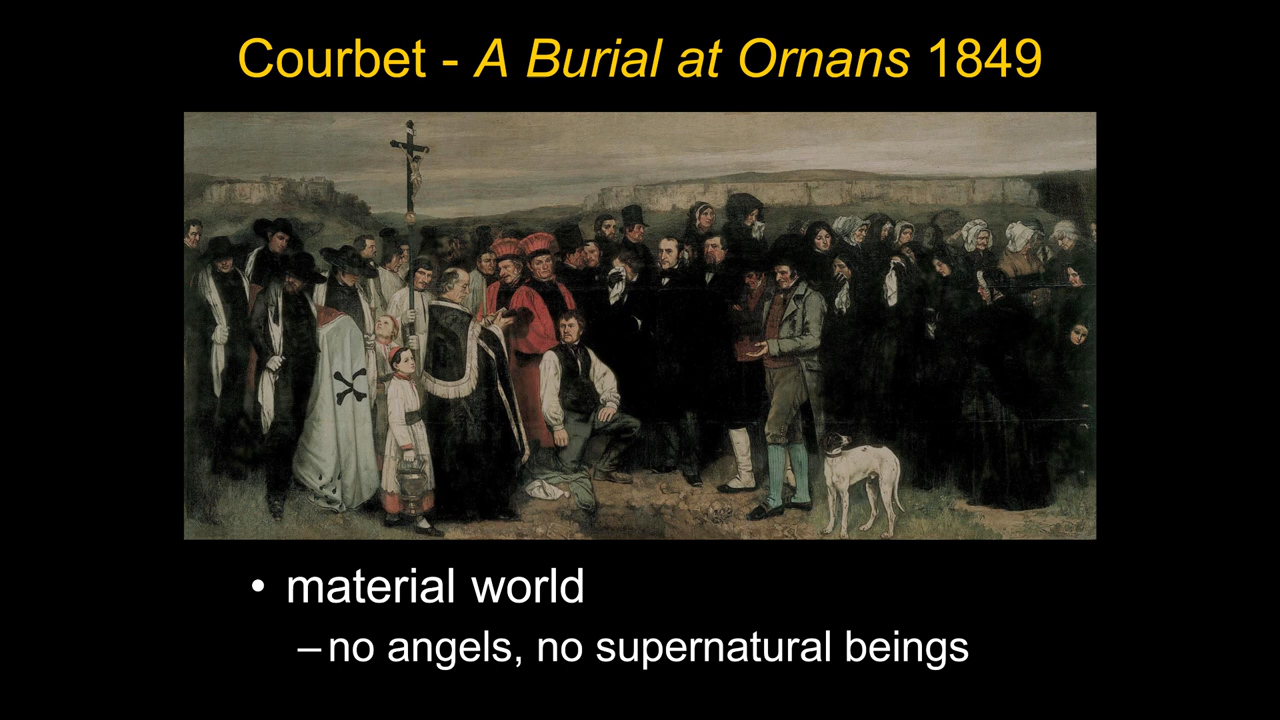 Courbet - A Burial at Ornans 1849
• material world
–no angels, no supernatural beings